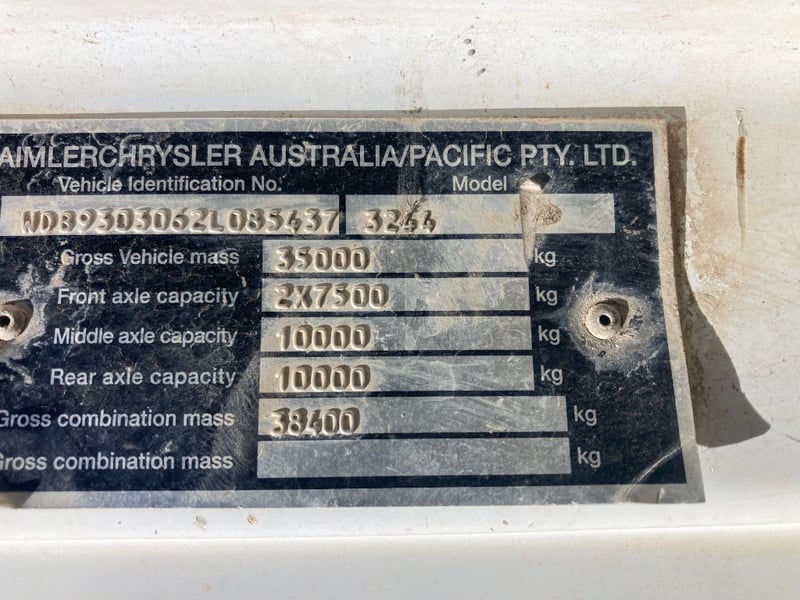 AIMLERCHRYSLER AUSTRALIA/PACIFIC PTY. LTD.
Vehicle Identification No. Model
WDB9303062L085437 3244
Gross Vehicle mass 35000 kg
Front axle capacity 2X7500 kg
Middle axle capacity 10000 kg
Rear axle capacity 10000 kg
Gross combination mass 38400 kg
Gross combination mass kg